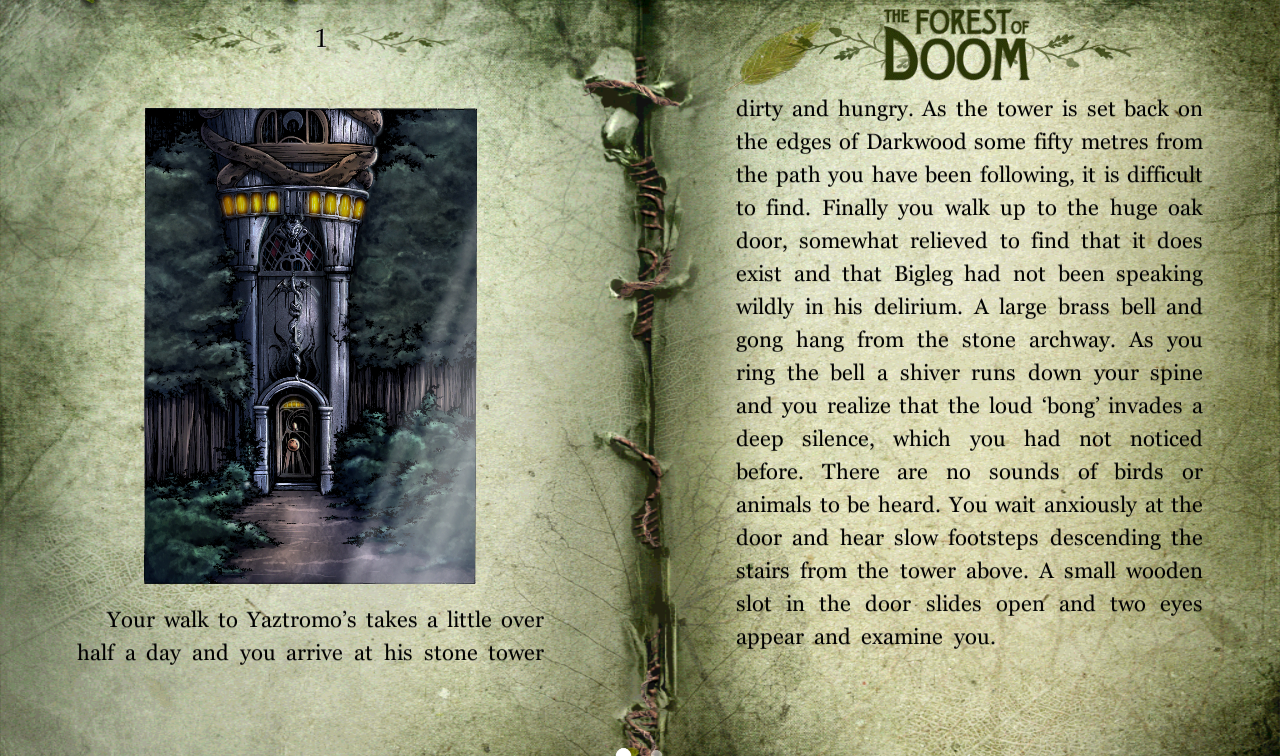 1
Your walk to Yaztromo’s takes a little over
half a day and you arrive at his stone tower
THE FOREST OF
DOOM
dirty and hungry. As the tower is set back on
the edges of Darkwood some fifty metres from
the path you have been following, it is difficult
to find. Finally you walk up to the huge oak
door, somewhat relieved to find that it does
exist and that Bigleg had not been speaking
wildly in his delirium. A large brass bell and
gong hang from the stone archway. As you
ring the bell a shiver runs down your spine
and you realize that the loud ‘bong’ invades a
deep silence, which you had not noticed
before. There are no sounds of birds or
animals to be heard. You wait anxiously at the
door and hear slow footsteps descending the
stairs from the tower above. A small wooden
slot in the door slides open and two eyes
appear and examine you.